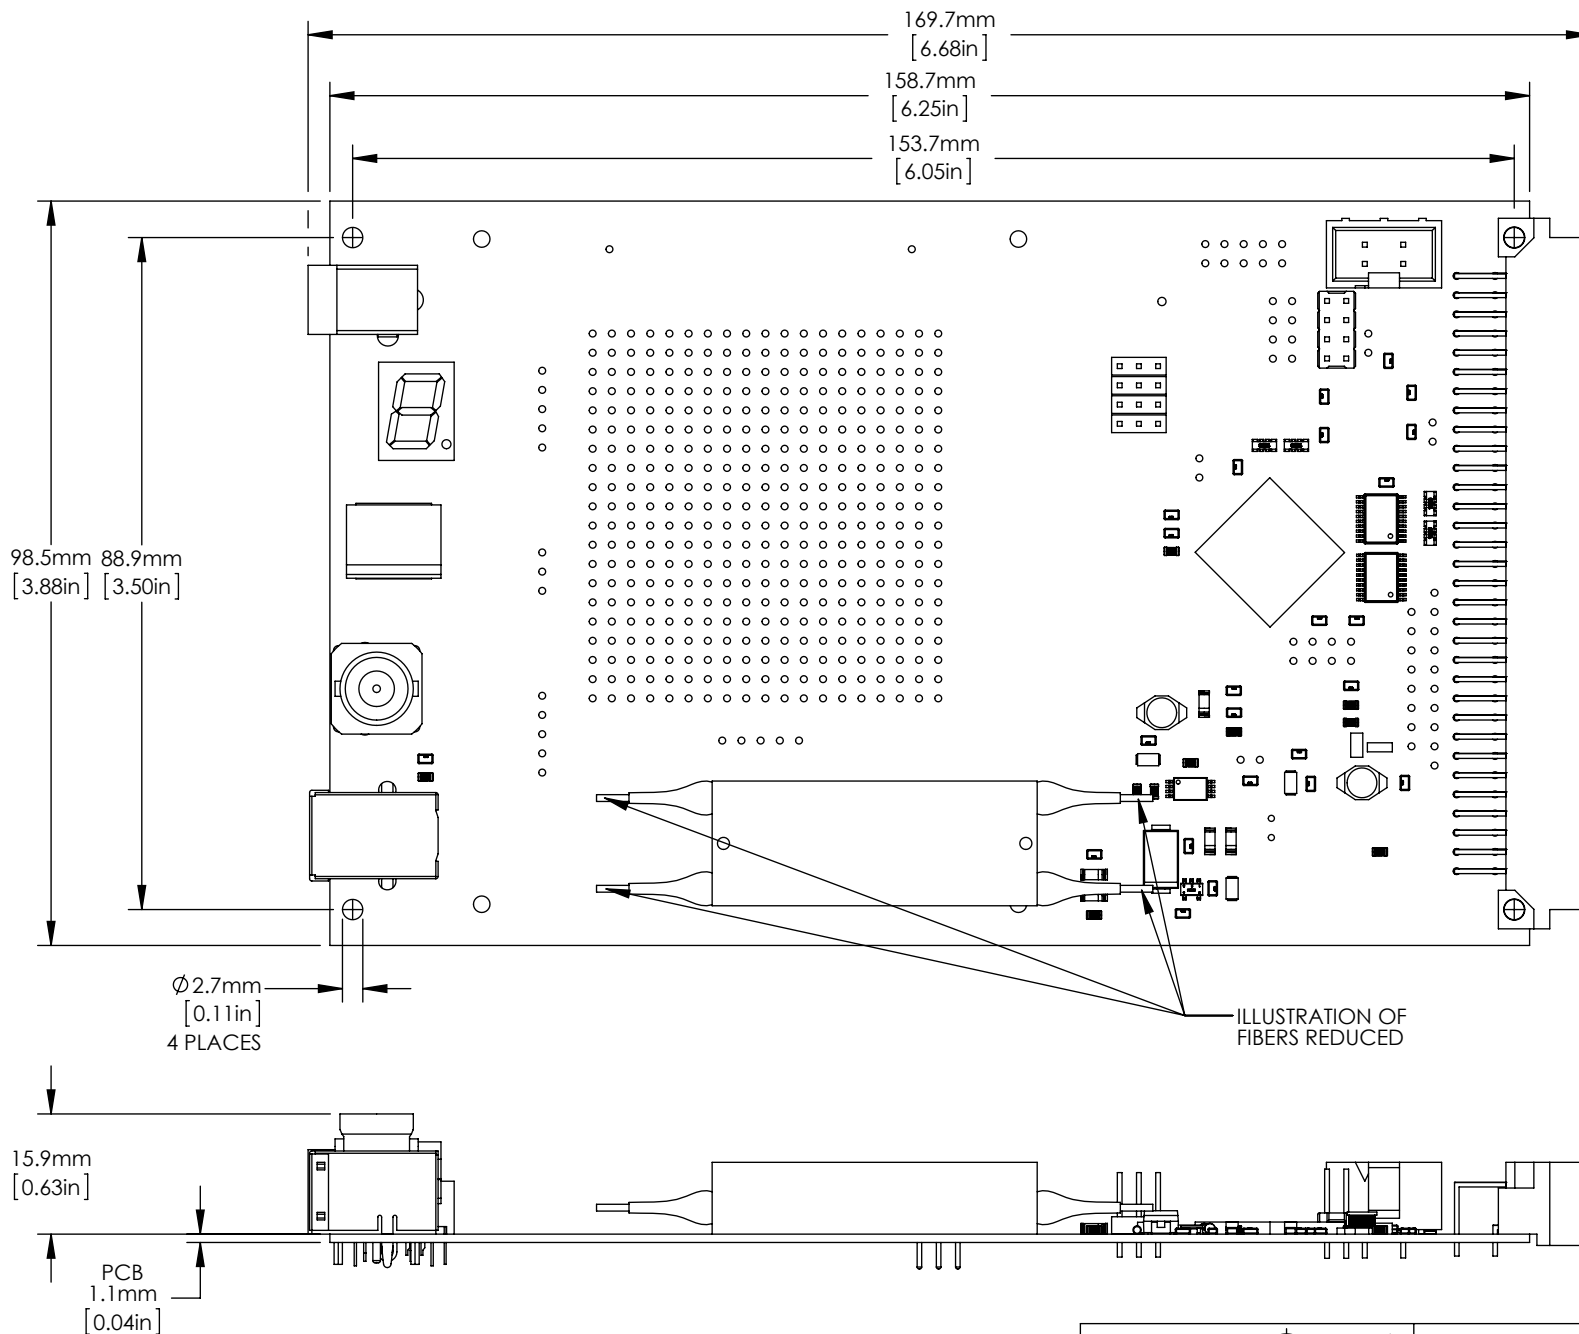 169.7mm
[6.68in]
158.7mm
[6.25in]
153.7mm
[6.05in]
98.5mm
[3.88in]
88.9mm
[3.50in]
Ø2.7mm
[0.11in]
4 PLACES
ILLUSTRATION OF
FIBERS REDUCED
15.9mm
[0.63in]
PCB
1.1mm
[0.04in]